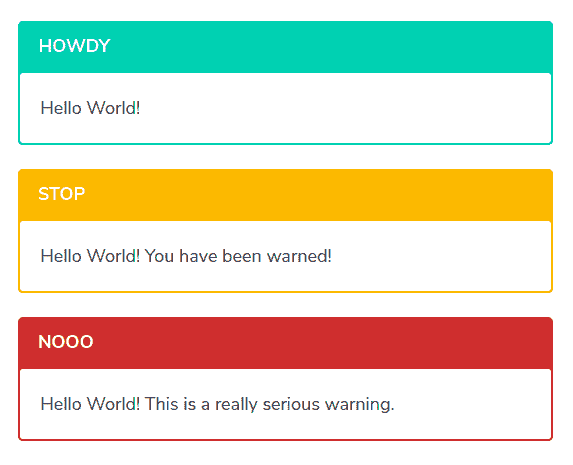 HOWDY
Hello World!
STOP
Hello World! You have been warned!
NOOO
Hello World! This is a really serious warning.